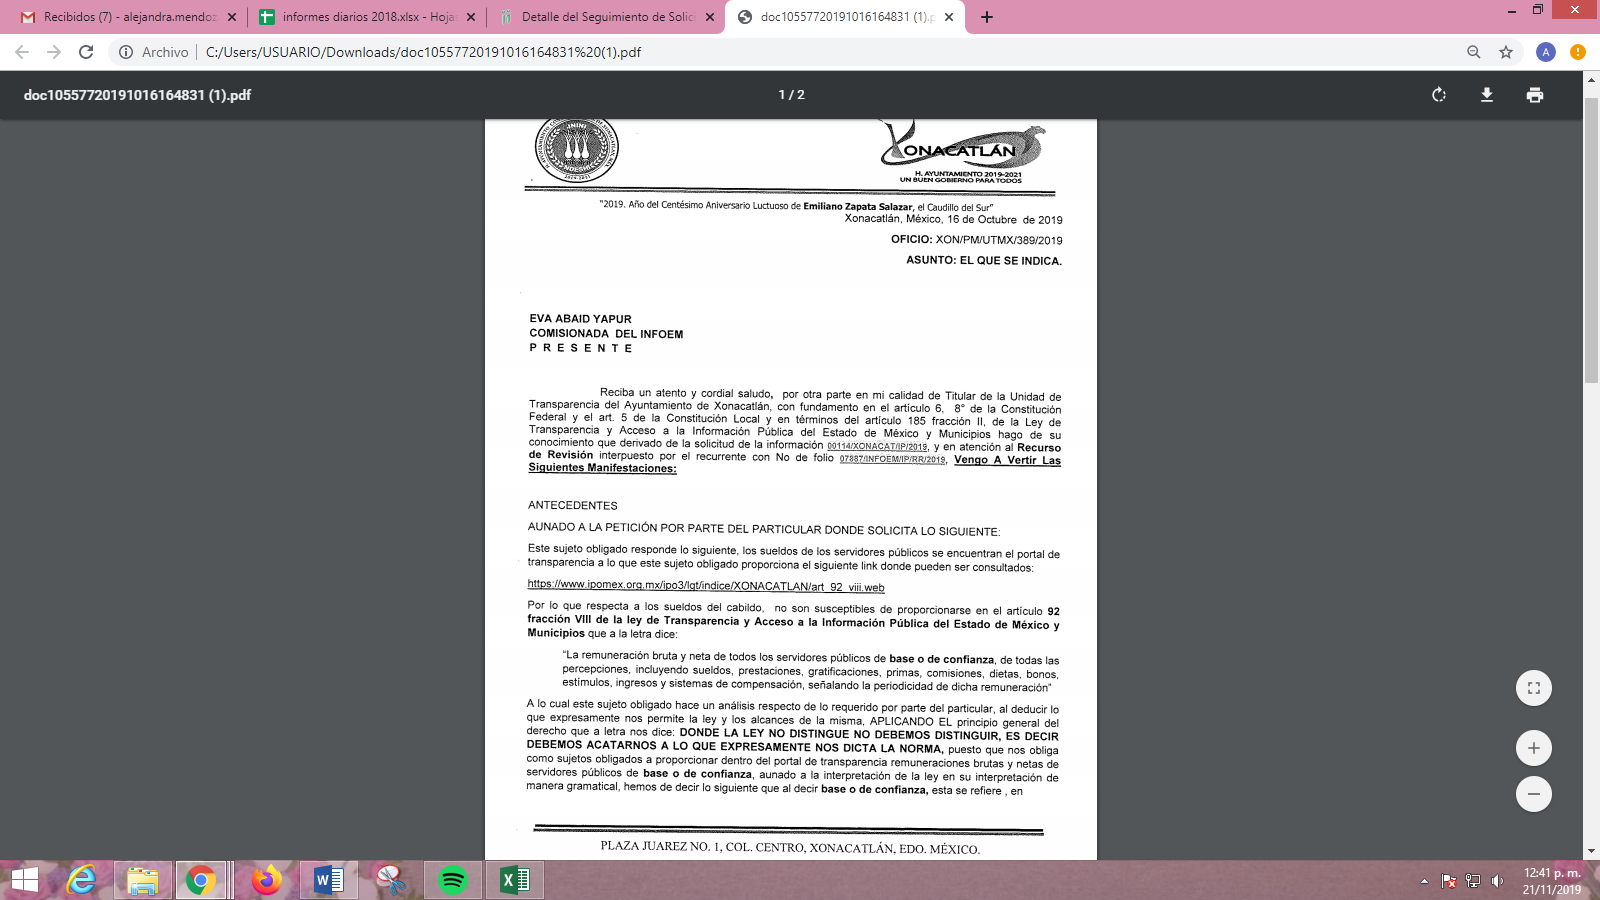 Recibidos (7) - alejandra.mendoz
informes diarios 2018.xlsx - Hoja
Detalle del Seguimiento de Solici
doc10557720191016164831 (1).p
Archivo
C:/Users/USUARIO/Downloads/doc10557720191016164831%20(1).pdf
A
doc10557720191016164831 (1).pdf
1 / 2
XONACATLÁN
H. AYUNTAMIENTO 2019-2021
UN BUEN GOBIERNO PARA TODOS
"2019. Año del Centésimo Aniversario Luctuoso de Emiliano Zapata Salazar, el Caudillo del Sur"
Xonacatlán, México, 16 de Octubre de 2019
OFICIO: XON/PM/UTMX/389/2019
ASUNTO: EL QUE SE INDICA.
EVA ABAID YAPUR
COMISIONADA DEL INFOEM
P R E S E N T E
Reciba un atento y cordial saludo, por otra parte en mi calidad de Titular de la Unidad de
Transparencia del Ayuntamiento de Xonacatlán, con fundamento en el artículo 6, 8° de la Constitución
Federal y el art. 5 de la Constitución Local y en términos del artículo 185 fracción II, de la Ley de
Transparencia y Acceso a la Información Pública del Estado de México y Municipios hago de su
conocimiento que derivado de la solicitud de la información 00114/XONACAT/IP/2019, y en atención al Recurso
de Revisión interpuesto por el recurrente con No de folio 07887/INFOEM/IP/RR/2019, Vengo A Vertir Las
Siguientes Manifestaciones:
ANTECEDENTES
AUNADO A LA PETICIÓN POR PARTE DEL PARTICULAR DONDE SOLICITA LO SIGUIENTE:
Este sujeto obligado responde lo siguiente, los sueldos de los servidores públicos se encuentran el portal de
transparencia a lo que este sujeto obligado proporciona el siguiente link donde pueden ser consultados:
https://www.ipomex.org.mx/ipo3/lgt/indice/XONACATLAN/art_92_viii.web
Por lo que respecta a los sueldos del cabildo, no son susceptibles de proporcionarse en el artículo 92
fracción VIII de la ley de Transparencia y Acceso a la Información Pública del Estado de México y
Municipios que a la letra dice:
"La remuneración bruta y neta de todos los servidores públicos de base o de confianza, de todas las
percepciones, incluyendo sueldos, prestaciones, gratificaciones, primas, comisiones, dietas, bonos,
estímulos, ingresos y sistemas de compensación, señalando la periodicidad de dicha remuneración"
A lo cual este sujeto obligado hace un análisis respecto de lo requerido por parte del particular, al deducir lo
que expresamente nos permite la ley y los alcances de la misma, APLICANDO EL principio general del
derecho que a letra nos dice: DONDE LA LEY NO DISTINGUE NO DEBEMOS DISTINGUIR, ES DECIR
DEBEMOS ACATARNOS A LO QUE EXPRESAMENTE NOS DICTA LA NORMA, puesto que nos obliga
como sujetos obligados a proporcionar dentro del portal de transparencia remuneraciones brutas y netas de
servidores públicos de base o de confianza, aunado a la interpretación de la ley en su interpretación de
manera gramatical, hemos de decir lo siguiente que al decir base o de confianza, esta se refiere , en
PLAZA JUAREZ NO. 1, COL. CENTRO, XONACATLÁN, EDO. MÉXICO.
12:41 p. m.
21/11/2019